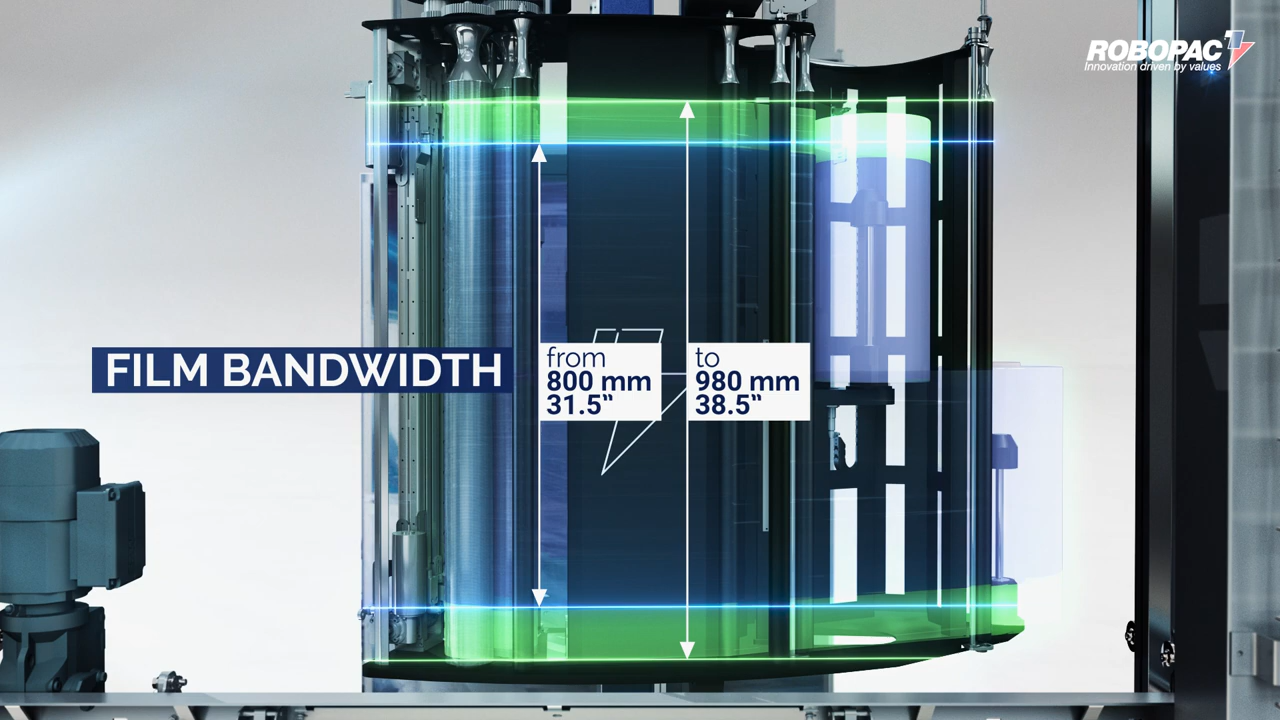 ROBOPAC
Innovation driven by values
FILM BANDWIDTH
from
800 mm
31.5”
to
980 mm
38.5”